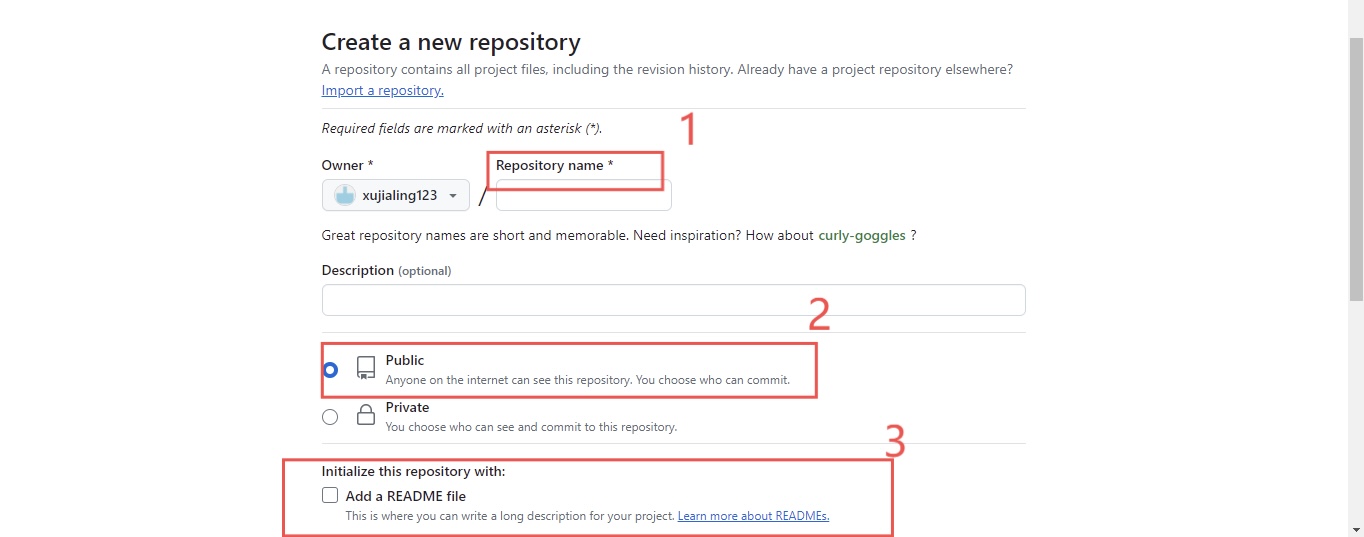 Create a new repository
A repository contains all project files, including the revision history. Already have a project repository elsewhere?
Import a repository.
Required fields are marked with an asterisk (*).
1
Owner *
Repository name *
xujialing123
/
Great repository names are short and memorable. Need inspiration? How about curly-goggles ?
Description (optional)
2
Public
Anyone on the internet can see this repository. You choose who can commit.
Private
You choose who can see and commit to this repository.
3
Initialize this repository with:
Add a README file
This is where you can write a long description for your project. Learn more about READMEs.